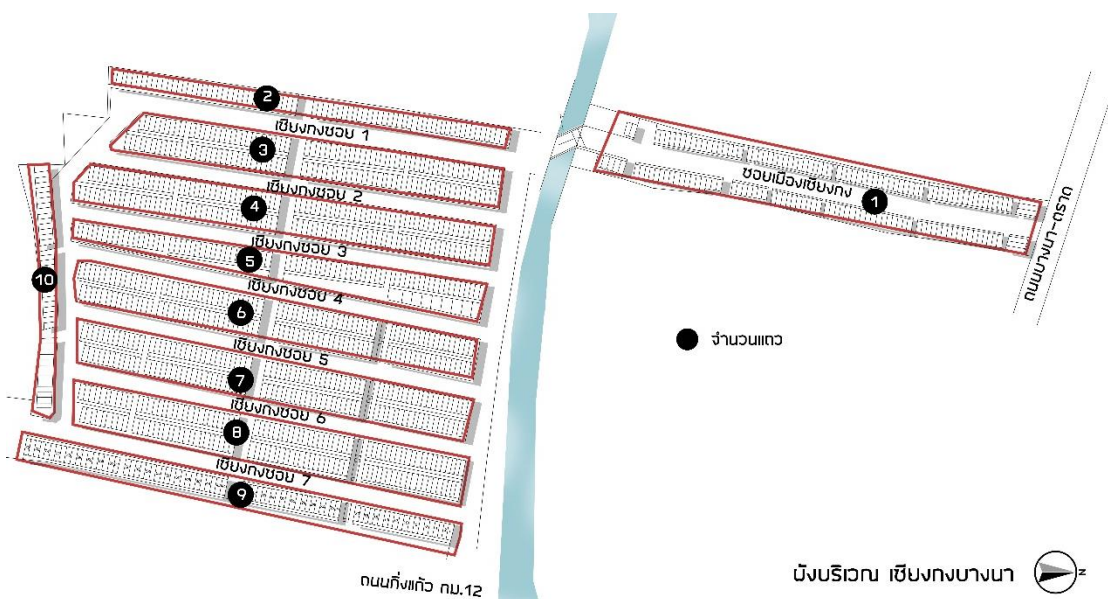 2
เชียงกงซอย 1
3
เชียงกงซอย 2
4
เชียงกงซอย 3
5
เชียงกงซอย 4
6
เชียงกงซอย 5
7
เชียงกงซอย 6
8
เชียงกงซอย 7
9
10
ซอยเมืองเชียงกง
1
ถนนบางนา-ตราด
จำนวนแถว
ถนนกิ่งแก้ว กม.12
ผังบริเวณ เชียงกงบางนา
N